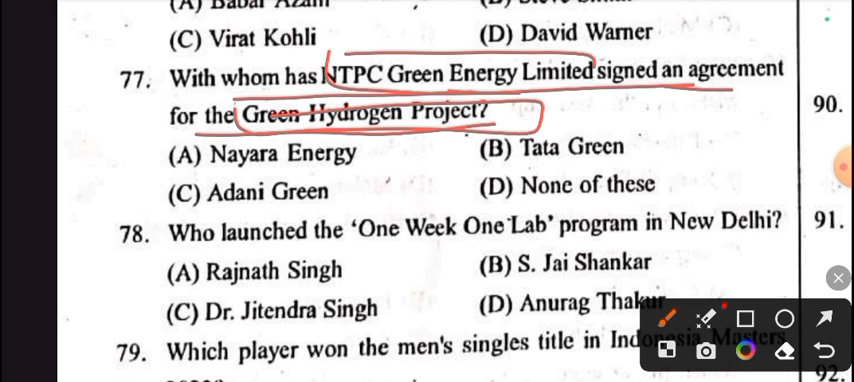 (A) Babar Azam
(C) Virat Kohli (D) David Warner
77. With whom has NTPC Green Energy Limited signed an agreement
for the Green Hydrogen Project?
(A) Nayara Energy (B) Tata Green
(C) Adani Green (D) None of these
78. Who launched the ‘One Week One Lab’ program in New Delhi?
(A) Rajnath Singh (B) S. Jai Shankar
(C) Dr. Jitendra Singh (D) Anurag Thakur
79. Which player won the men's singles title in Indonesia Masters
90.
91.
92.